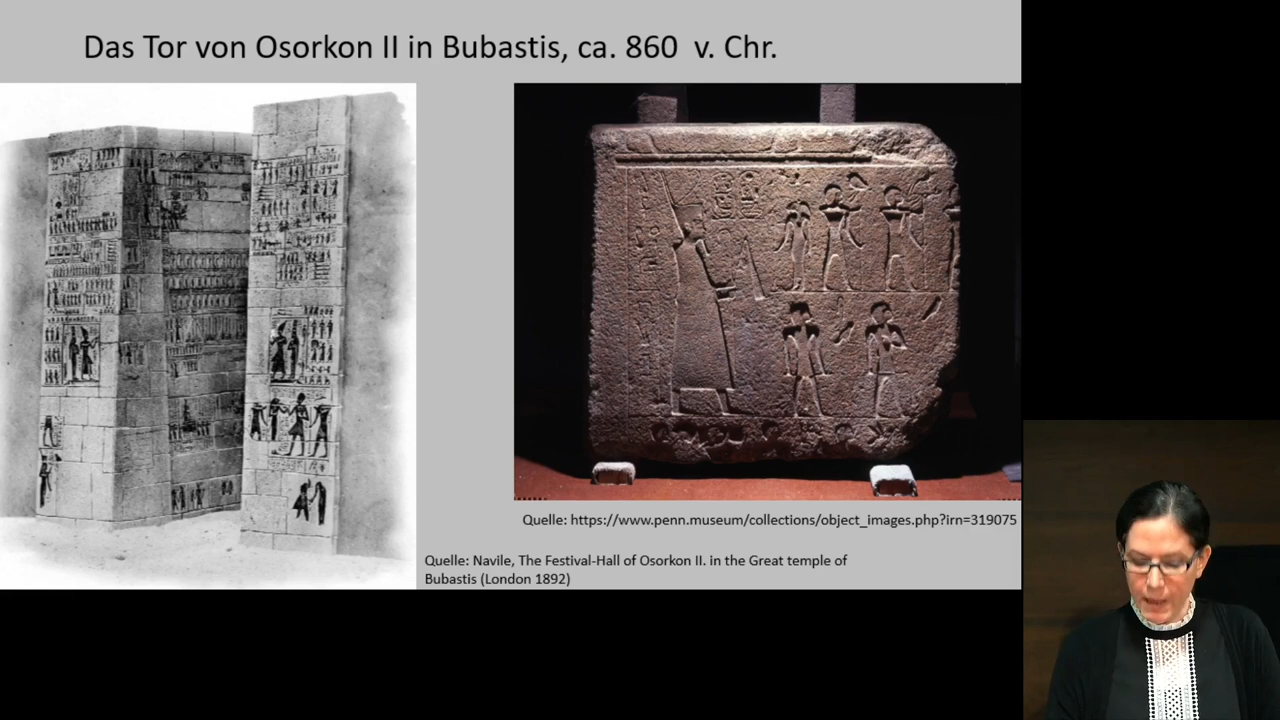 Das Tor von Osorkon II in Bubastis, ca. 860 v. Chr.
Quelle: https://www.penn.museum/collections/object_images.php?irn=319075
Quelle: Navile, The Festival-Hall of Osorkon II. in the Great temple of
Bubastis (London 1892)